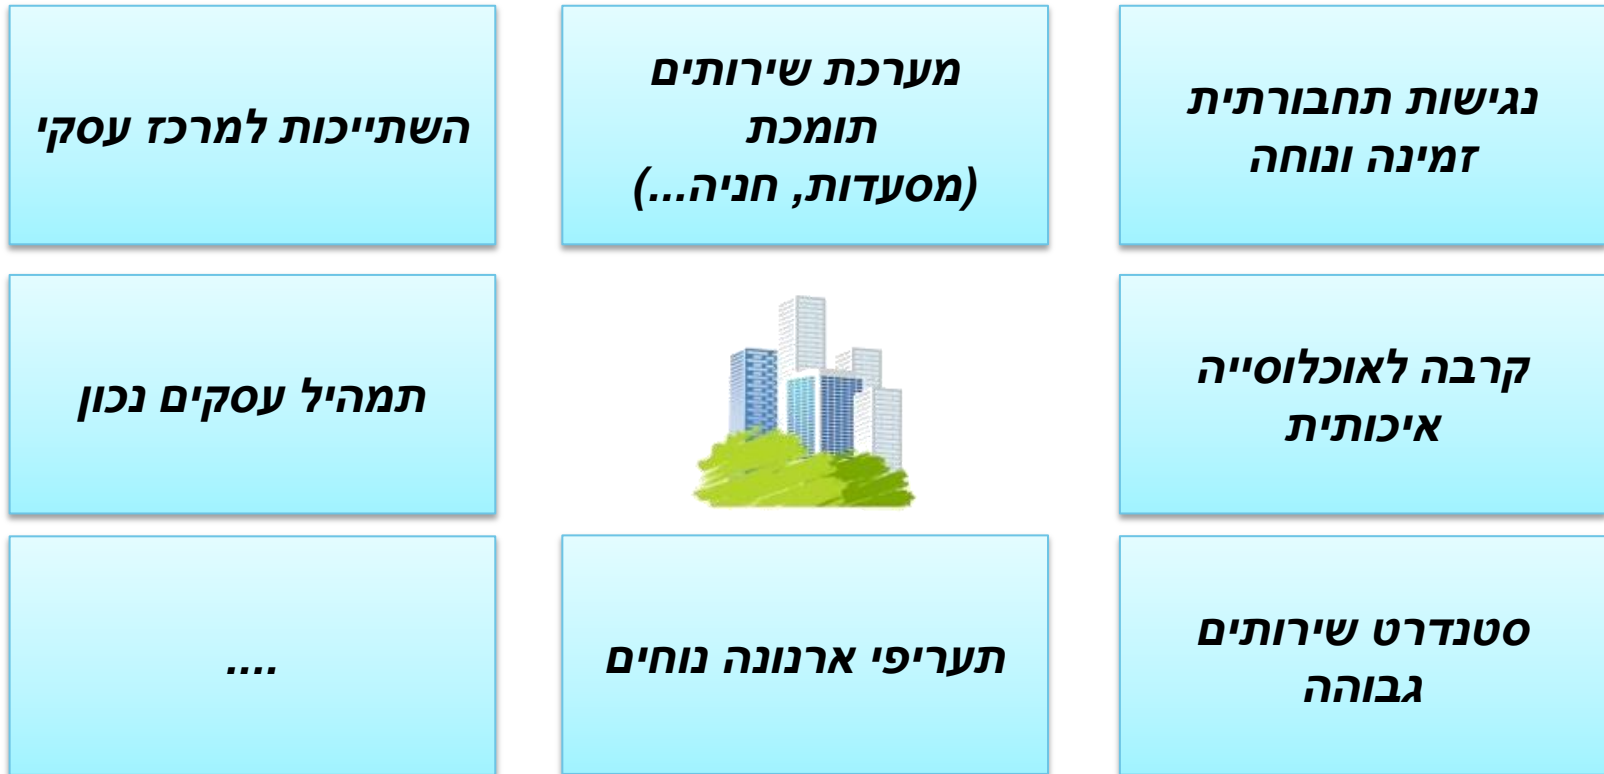 נגישות תחבורתית
זמינה ונוחה
מערכת שירותים
תומכת
(מסעדות, חניה...)
השתייכות למרכז עסקי
קרבה לאוכלוסייה
איכותית
תמהיל עסקים נכון
סטנדרט שירותים
גבוהה
תעריפי ארנונה נוחים
....